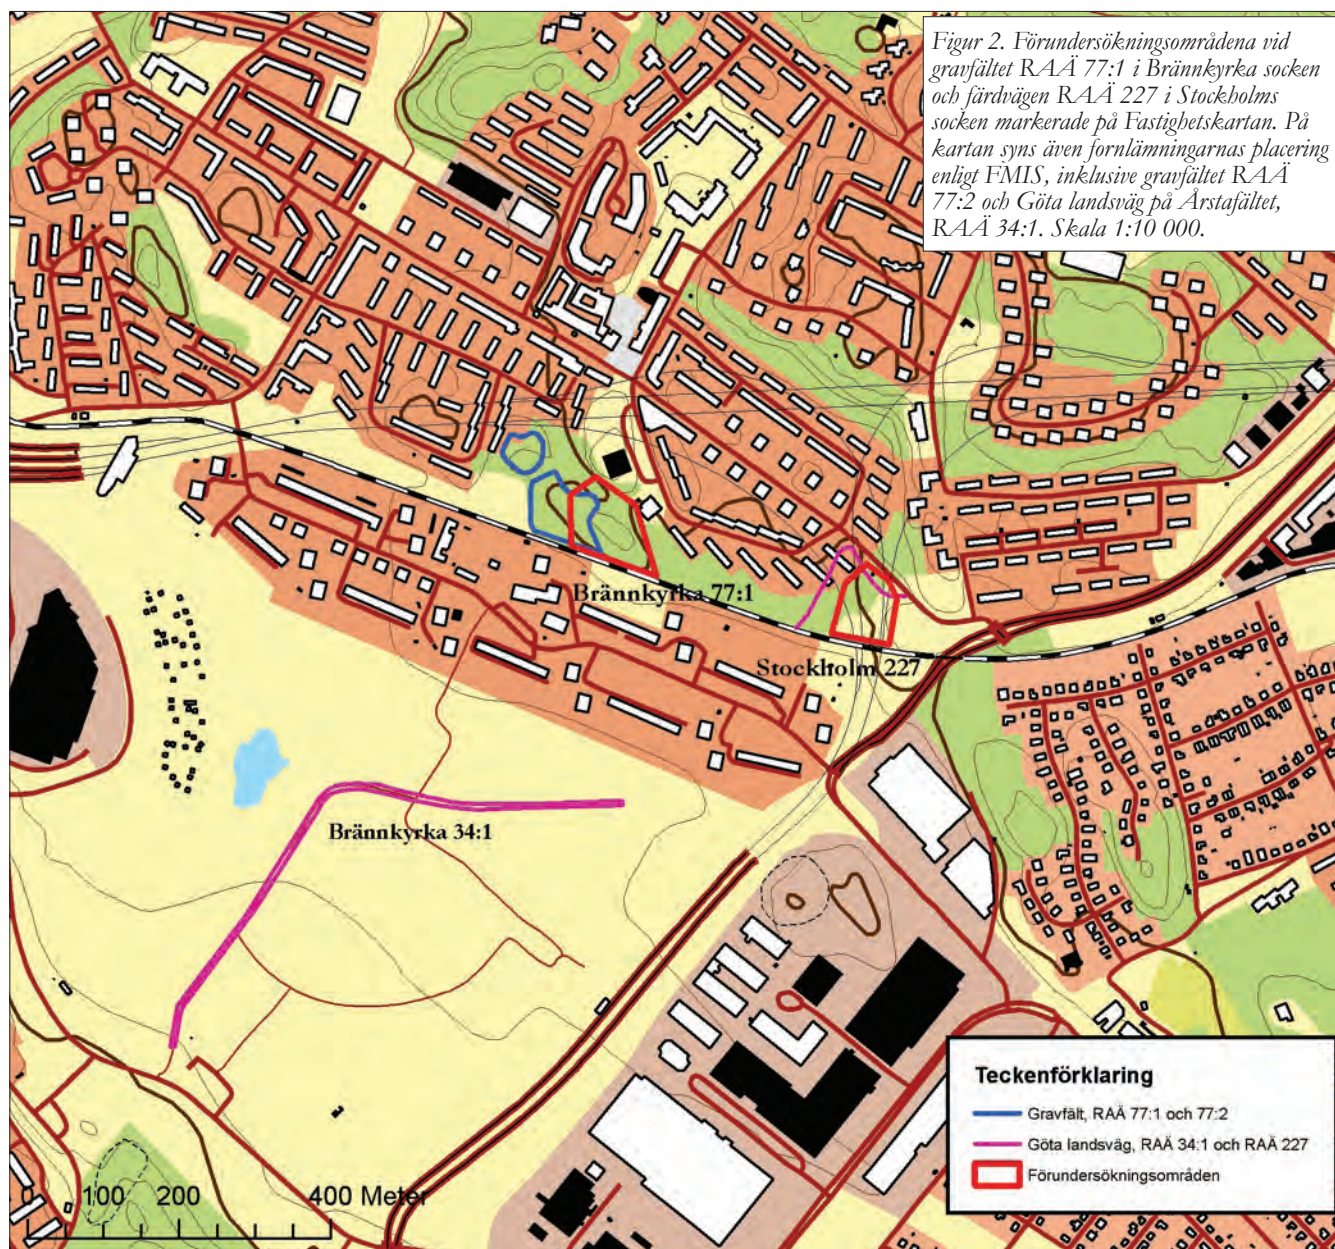 Figur 2. Förundersökningsområdena vid
gravfältet RAÄ 77:1 i Brännkyrka socken
och färdvägen RAÄ 227 i Stockholms
socken markerade på Fastighetskartan. På
kartan syns även fornlämningarnas placering
enligt FMIS, inklusive gravfältet RAÄ
77:2 och Göta landsväg på Årstafältet,
RAÄ 34:1. Skala 1:10 000.
Brännkyrka 77:1
Stockholm 227
Brännkyrka 34:1
Teckenförklaring
Gravfält, RAÄ 77:1 och 77:2
Göta landsväg, RAÄ 34:1 och RAÄ 227
Förundersökningsområden
0 100 200 400 Meter